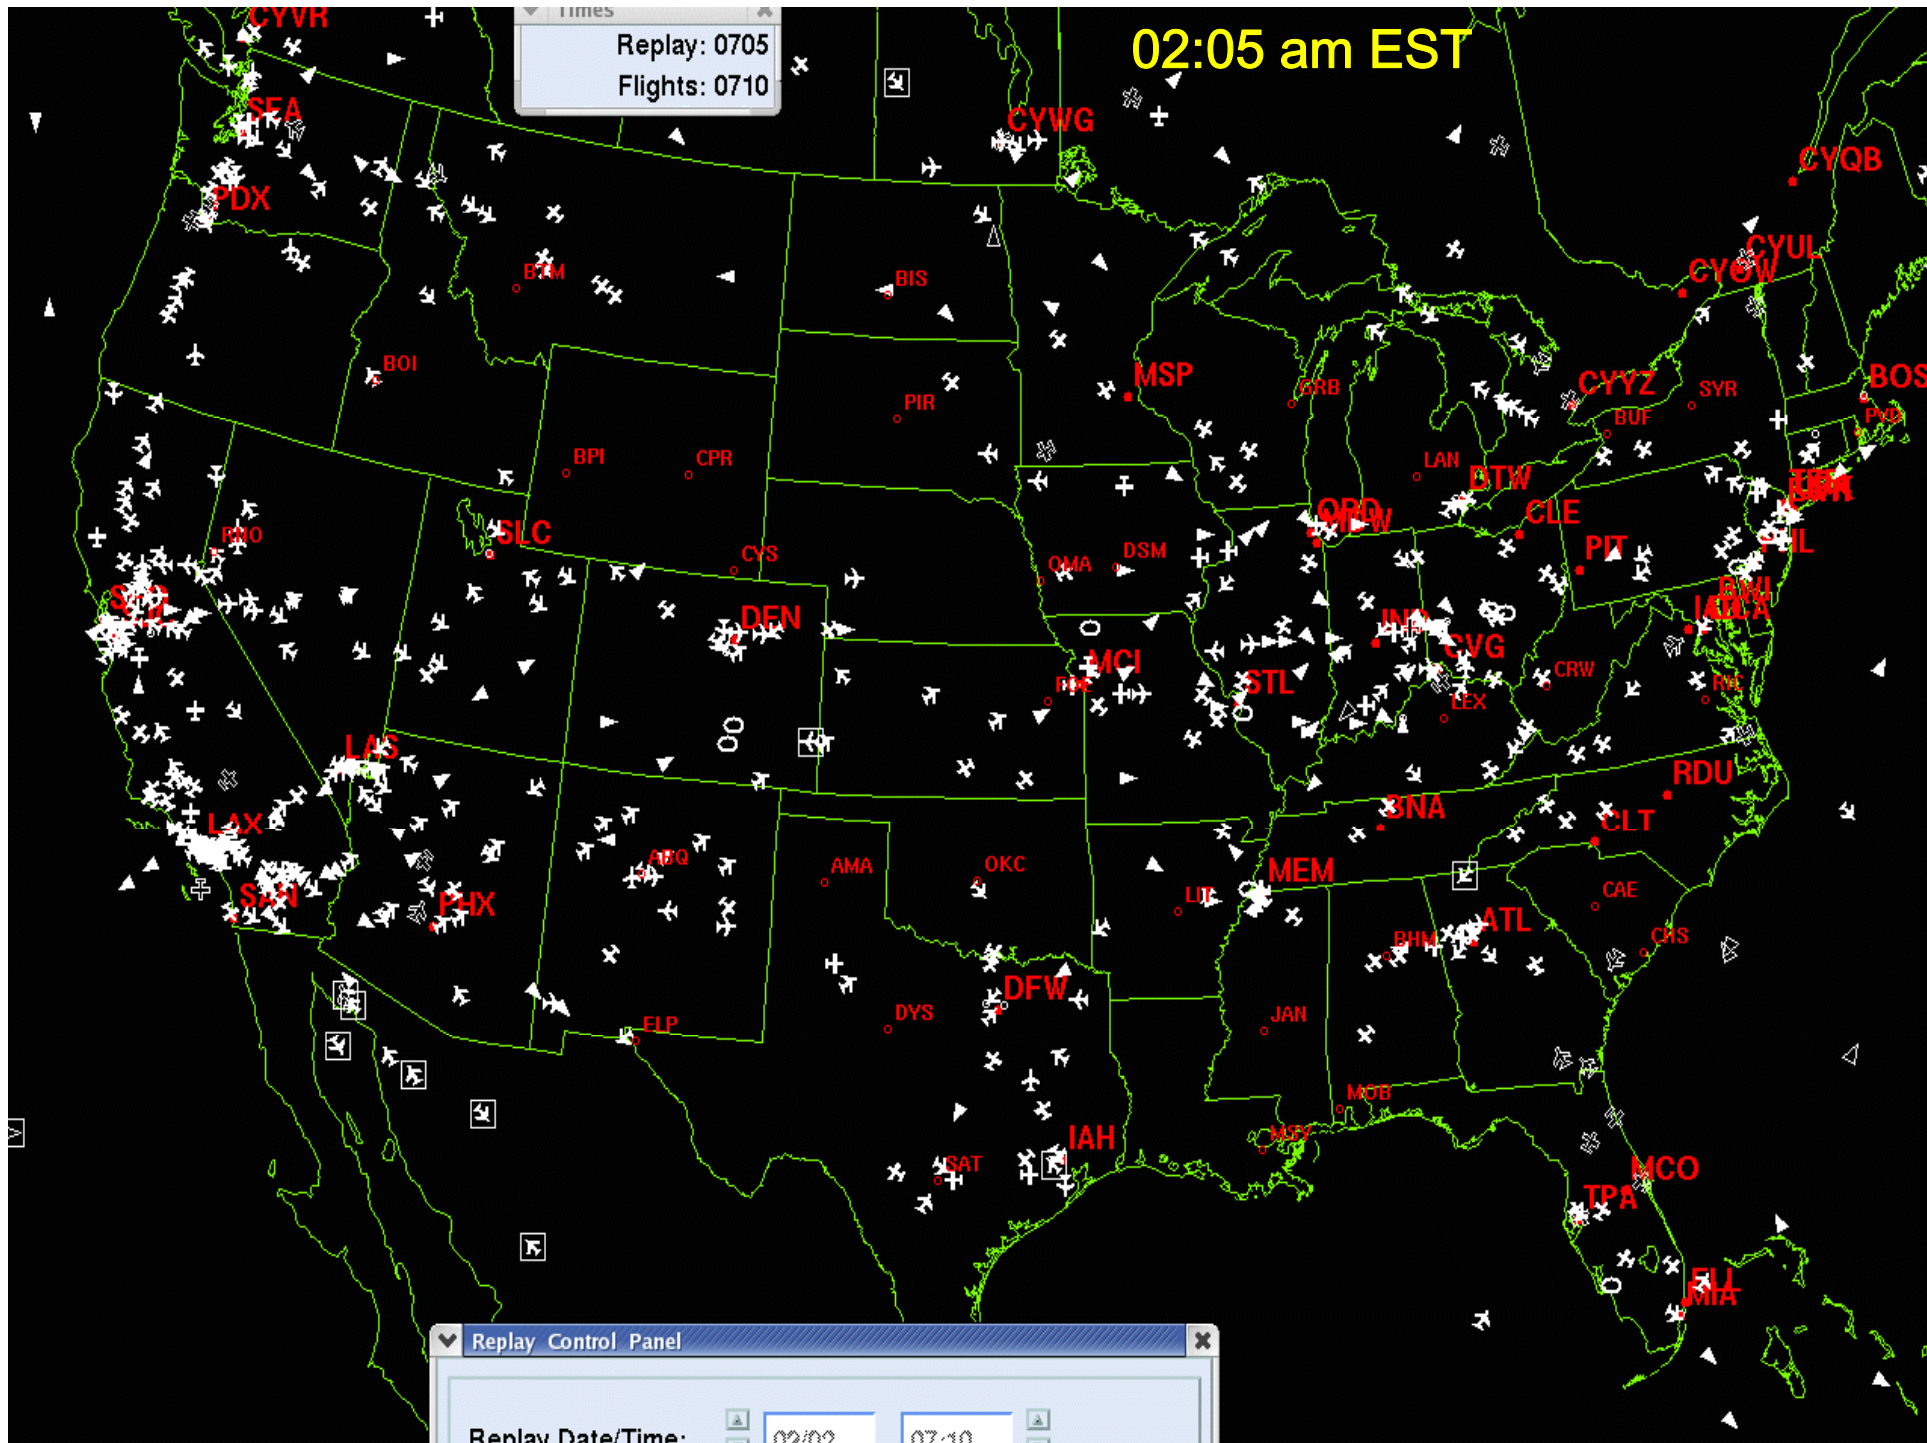 CYVR
Times
Replay: 0705
Flights: 0710
02:05 am EST
SEA
CYWG
CYQB
PDX
CYUL
CYOW
BTM
BIS
BOI
MSP
GRB
CYYZ
BOS
PIR
SYR
BUF
PVD
BPI
CPR
LAN
DTW
ORD
CLE
RNO
SLC
CYS
OMA
DSM
PIT
PHL
BWI
DEN
IND
CVG
MCI
STL
CRW
RIC
LEX
LAS
RDU
BNA
LAX
CLT
ABQ
AMA
OKC
MEM
CAE
SAN
PHX
LIT
ATL
BHM
CHS
DFW
DYS
JAN
ELP
MOB
IAH
MSY
SAT
MCO
TPA
FLL
MIA
Replay Control Panel
Replay Date/Time:
02/02
07:10